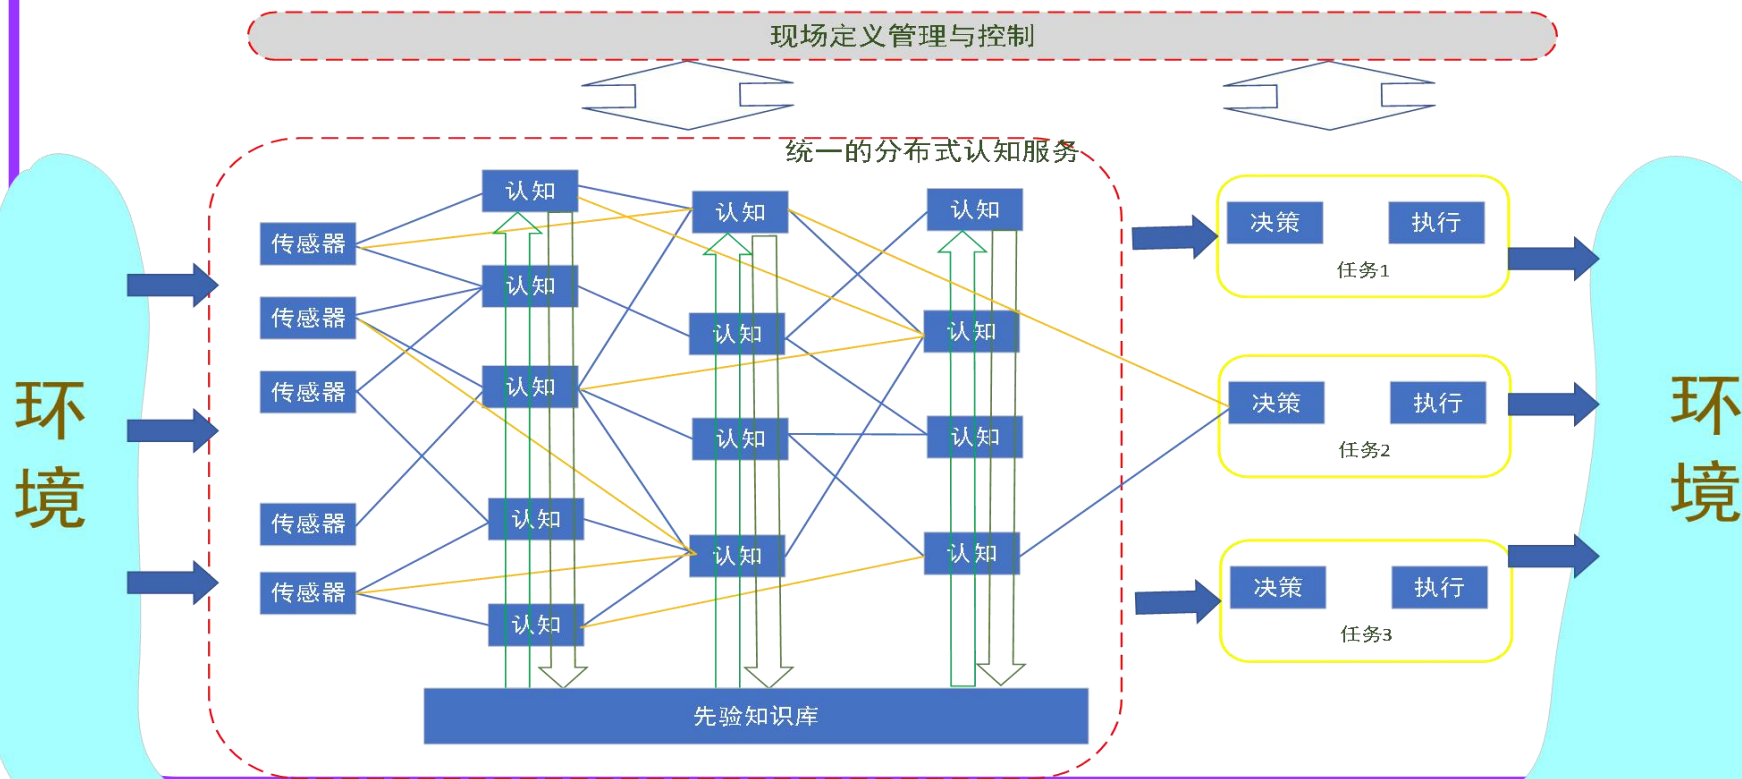 现场定义管理与控制
统一的分布式认知服务
环
境
传感器
传感器
传感器
传感器
传感器
认知
认知
认知
认知
认知
认知
认知
认知
认知
认知
认知
认知
认知
先验知识库
决策
执行
任务1
决策
执行
任务2
决策
执行
任务3
环
境